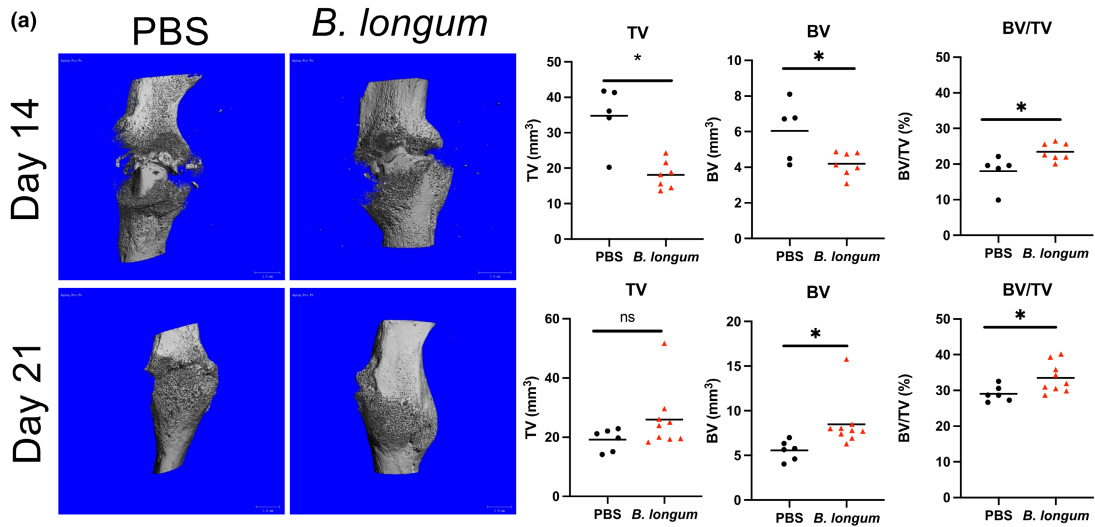 (a)
PBS
B. longum
Day 14
Day 21
TV
*
TV (mm³)
50
40
30
20
10
0
PBS
B. longum
BV
*
BV (mm³)
10
8
6
4
2
0
PBS
B. longum
BV/TV
*
BV/TV (%)
50
40
30
20
10
0
PBS
B. longum
TV
ns
TV (mm³)
60
40
20
0
PBS
B. longum
BV
*
BV (mm³)
20
15
10
5
0
PBS
B. longum
BV/TV
*
BV/TV (%)
50
40
30
20
10
0
PBS
B. longum